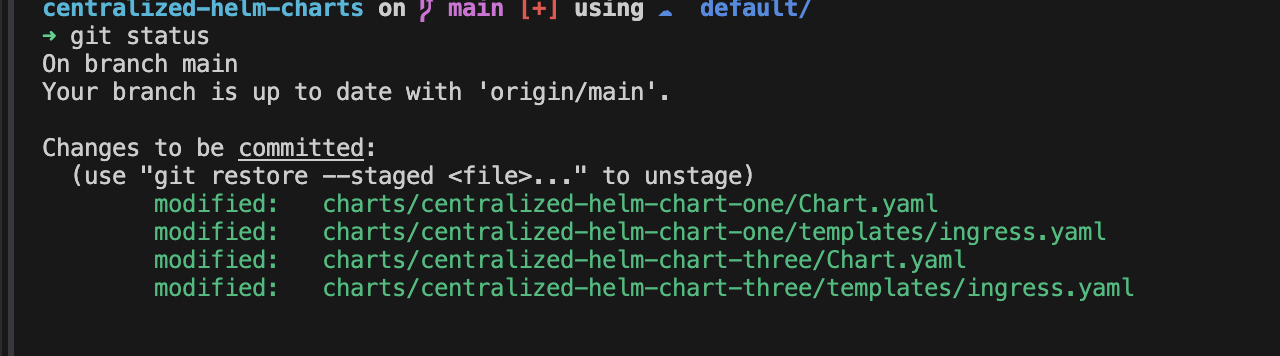 centralized-helm-charts on main [+] using default/
→ git status
On branch main
Your branch is up to date with 'origin/main'.
Changes to be committed:
(use "git restore --staged <file>..." to unstage)
modified: charts/centralized-helm-chart-one/Chart.yaml
modified: charts/centralized-helm-chart-one/templates/ingress.yaml
modified: charts/centralized-helm-chart-three/Chart.yaml
modified: charts/centralized-helm-chart-three/templates/ingress.yaml